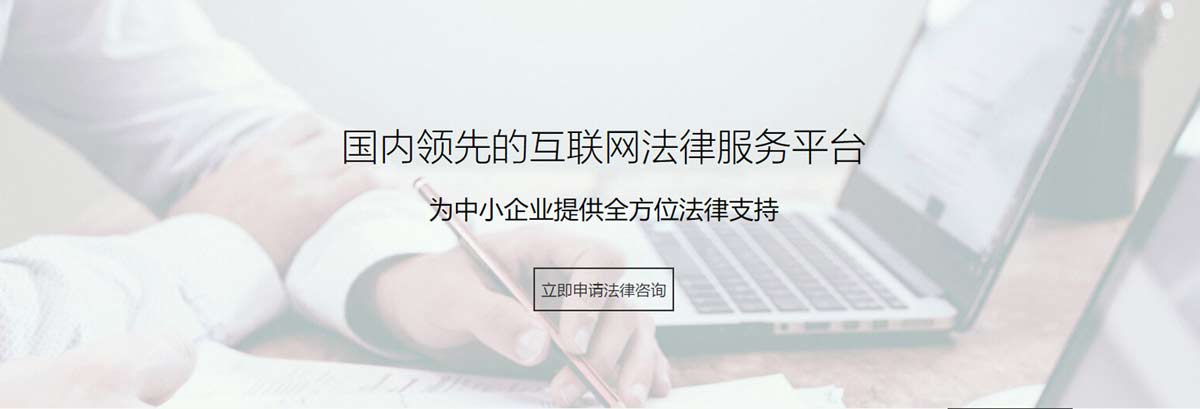 国内领先的互联网法律服务平台
为中小企业提供全方位法律支持
立即申请法律咨询